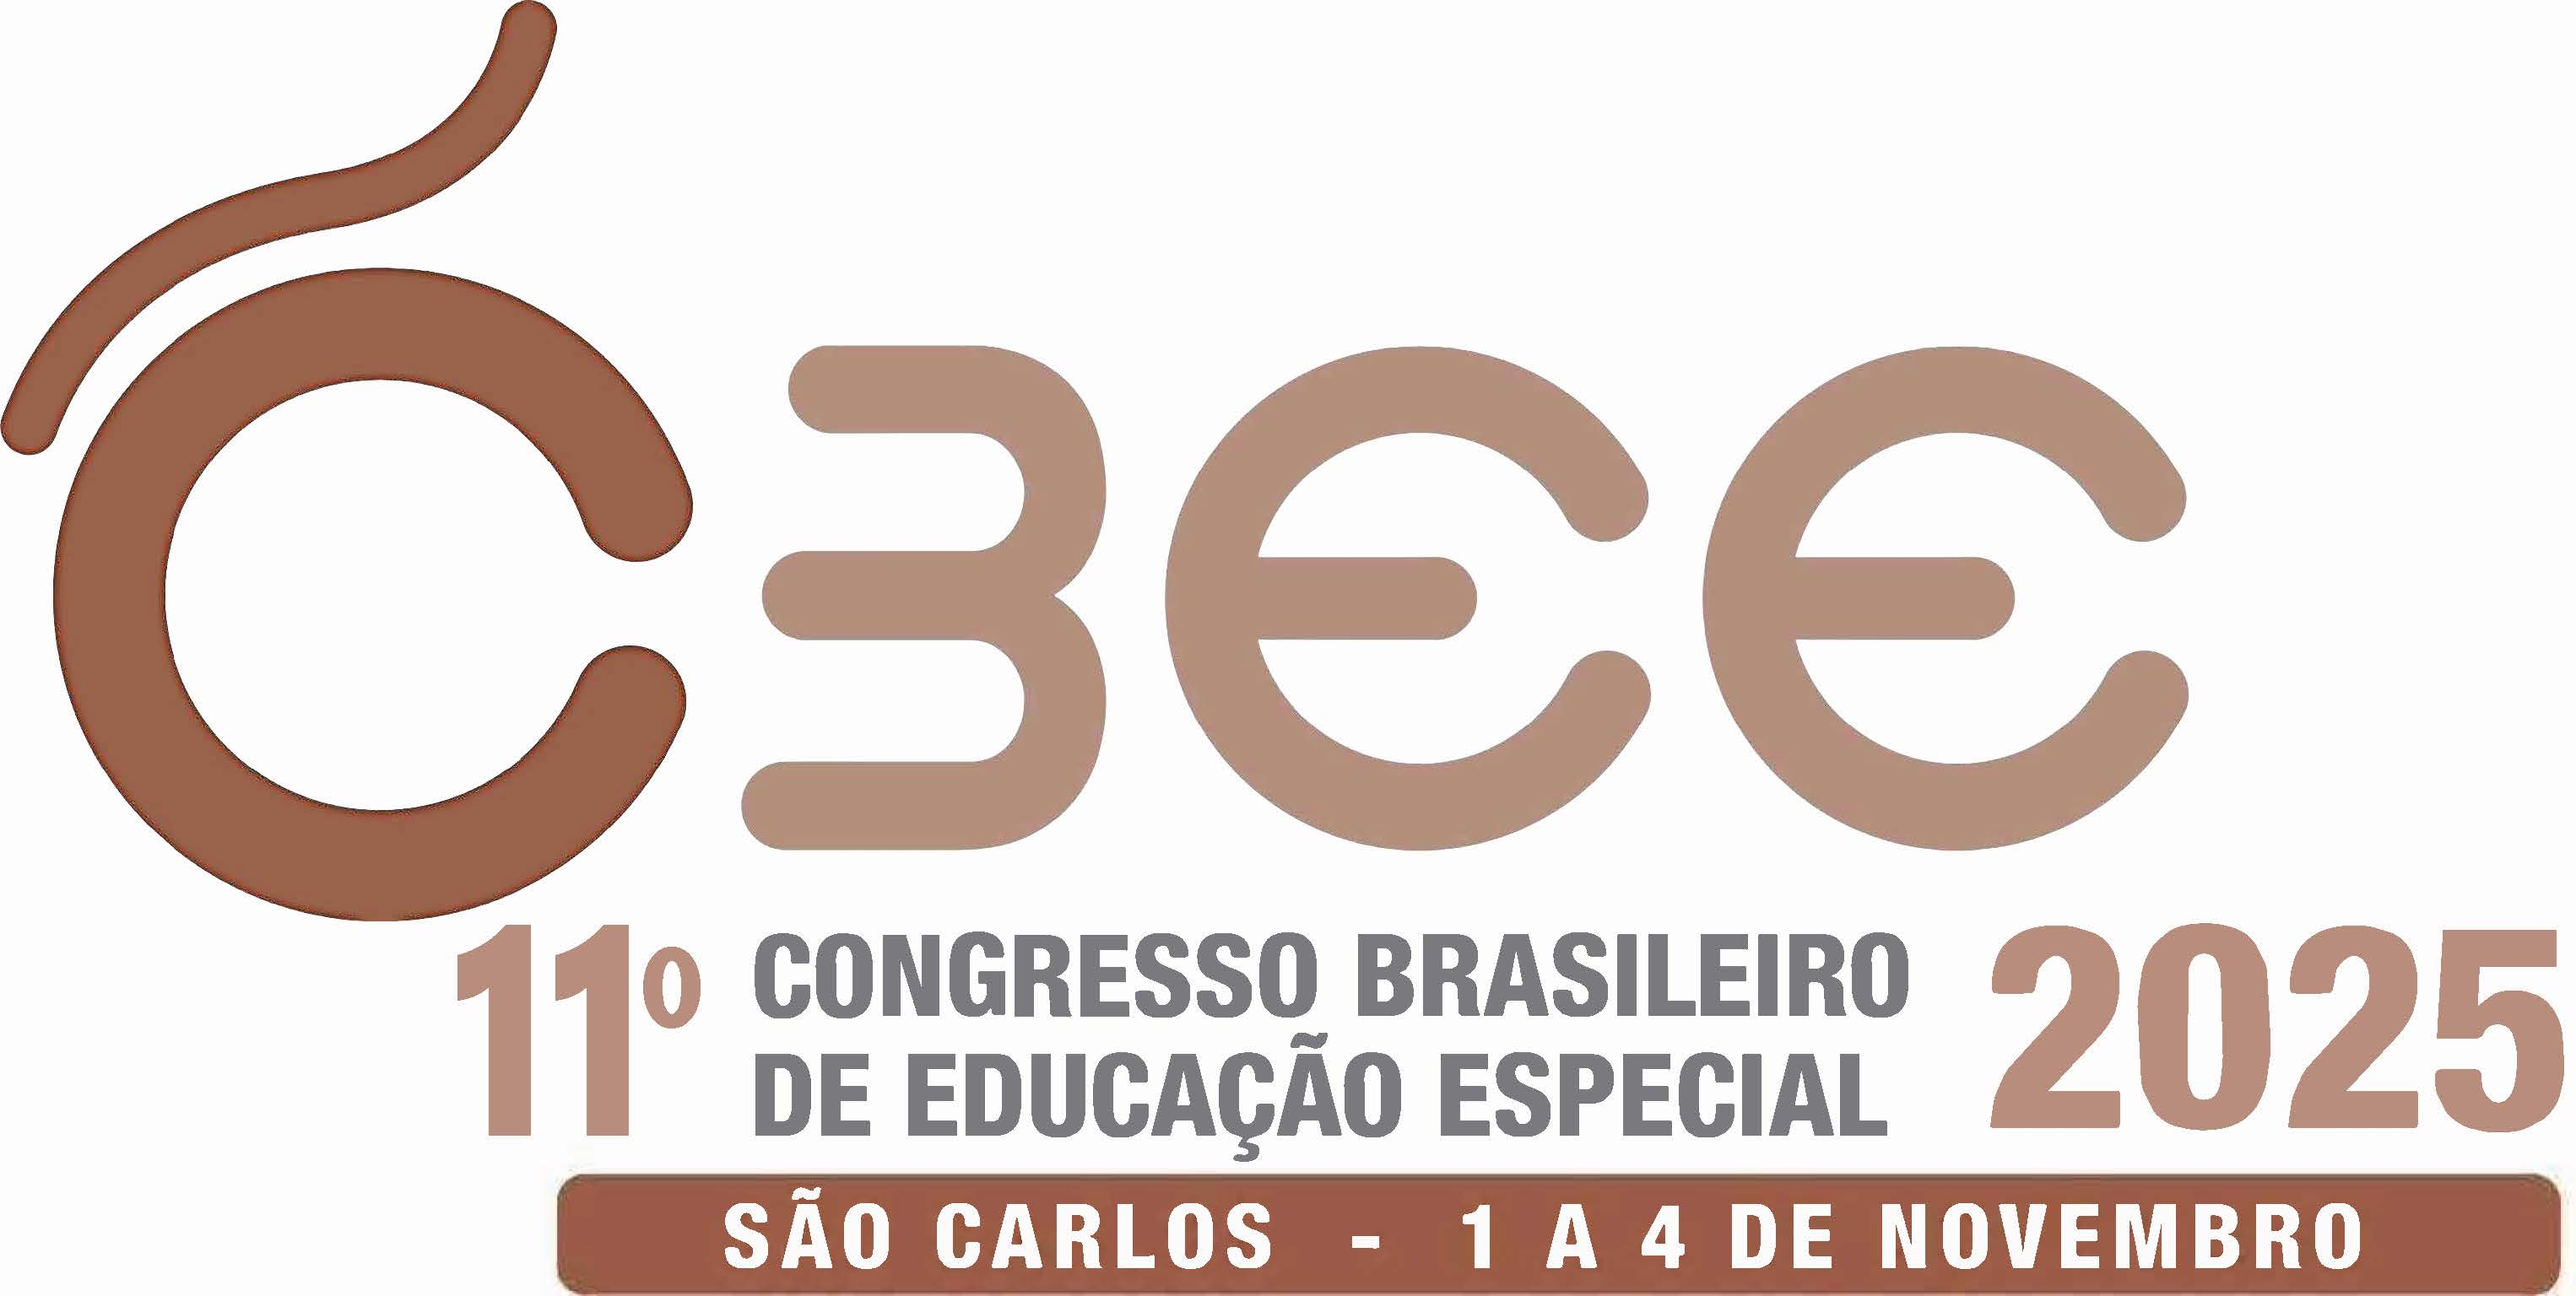 CBEE
11º CONGRESSO BRASILEIRO
DE EDUCAÇÃO ESPECIAL 2025
SÃO CARLOS - 1 A 4 DE NOVEMBRO